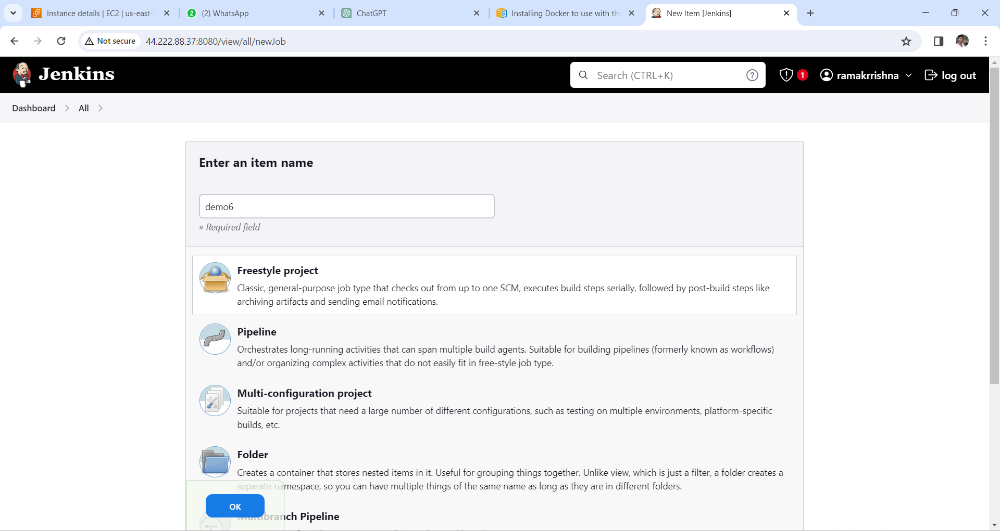 Instance details | EC2 | us-east-
(2) WhatsApp
ChatGPT
Installing Docker to use with the
New Item [Jenkins]
Not secure
44.222.88.37:8080/view/all/newJob
Jenkins
Search (CTRL+K)
1
ramakrrishna
log out
Dashboard
All
Enter an item name
demo6
» Required field
Freestyle project
Classic, general-purpose job type that checks out from up to one SCM, executes build steps serially, followed by post-build steps like
archiving artifacts and sending email notifications.
Pipeline
Orchestrates long-running activities that can span multiple build agents. Suitable for building pipelines (formerly known as workflows)
and/or organizing complex activities that do not easily fit in free-style job type.
Multi-configuration project
Suitable for projects that need a large number of different configurations, such as testing on multiple environments, platform-specific
builds, etc.
Folder
Creates a container that stores nested items in it. Useful for grouping things together. Unlike view, which is just a filter, a folder creates a
separate namespace, so you can have multiple things of the same name as long as they are in different folders.
OK
Multibranch Pipeline